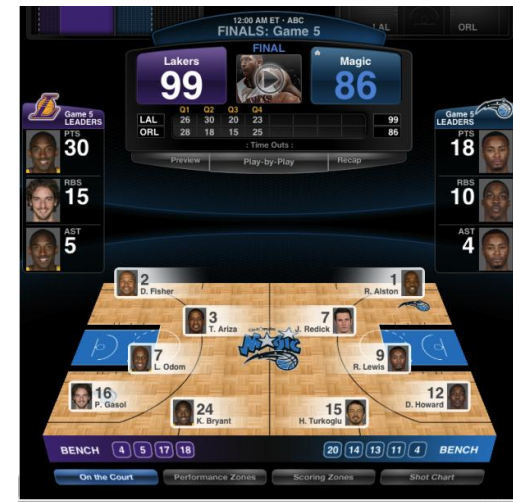 LAL ORL
12:00 AM ET • ABC
FINALS: Game 5
FINAL
Lakers
99
Magic
86
Q1 Q2 Q3 Q4
LAL 26 30 20 23 99
ORL 28 18 15 25 86
: Time Outs :
Preview Play-by-Play Recap
Game 5
LEADERS
PTS
30
RBS
15
AST
5
Game 5
LEADERS
PTS
18
RBS
10
AST
4
2
D. Fisher
1
R. Alston
3
T. Ariza
7
J. Redick
7
L. Odom
9
R. Lewis
16
P. Gasol
12
D. Howard
24
K. Bryant
15
H. Turkoglu
MAGIC
BENCH 4 5 17 18
20 14 13 11 4 BENCH
On the Court Performance Zones Scoring Zones Shot Chart